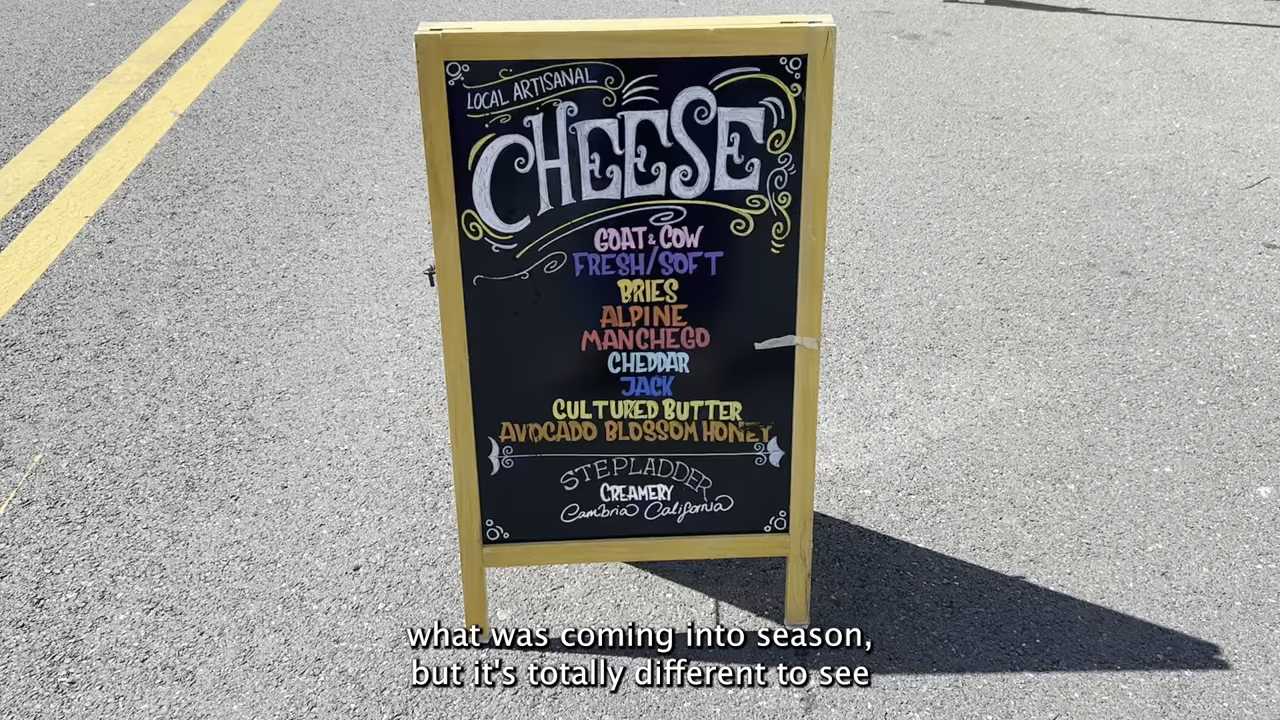 LOCAL ARTISANAL
CHEESE
GOAT & COW
FRESH/SOFT
BRIES
ALPINE
MANCHEGO
CHEDDAR
JACK
CULTURED BUTTER
AVOCADO BLOSSOM HONEY
STEPLADDER
CREAMERY
Cambria California
what was coming into season,
but it's totally different to see